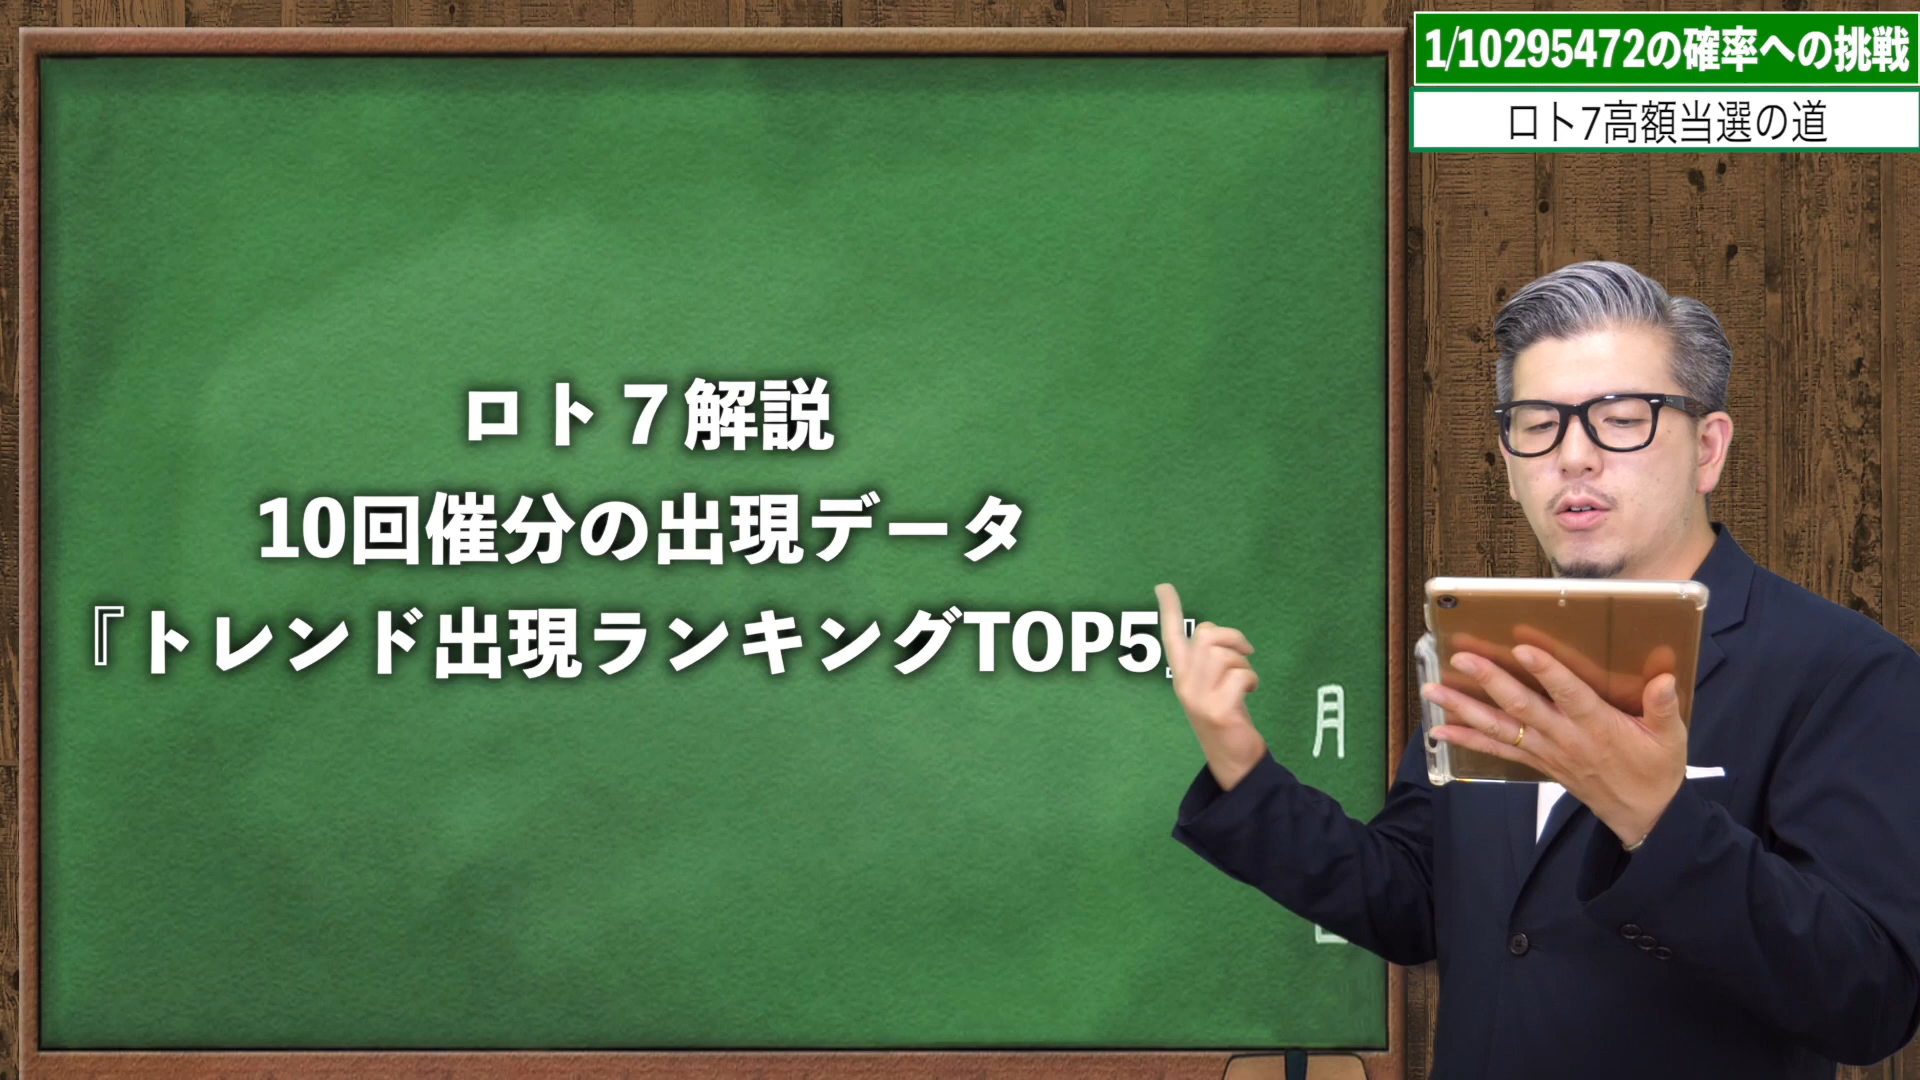 1/10295472の確率への挑戦
ロト7高額当選の道
ロト７解説
10回催分の出現データ
『トレンド出現ランキングTOP5』
月
日